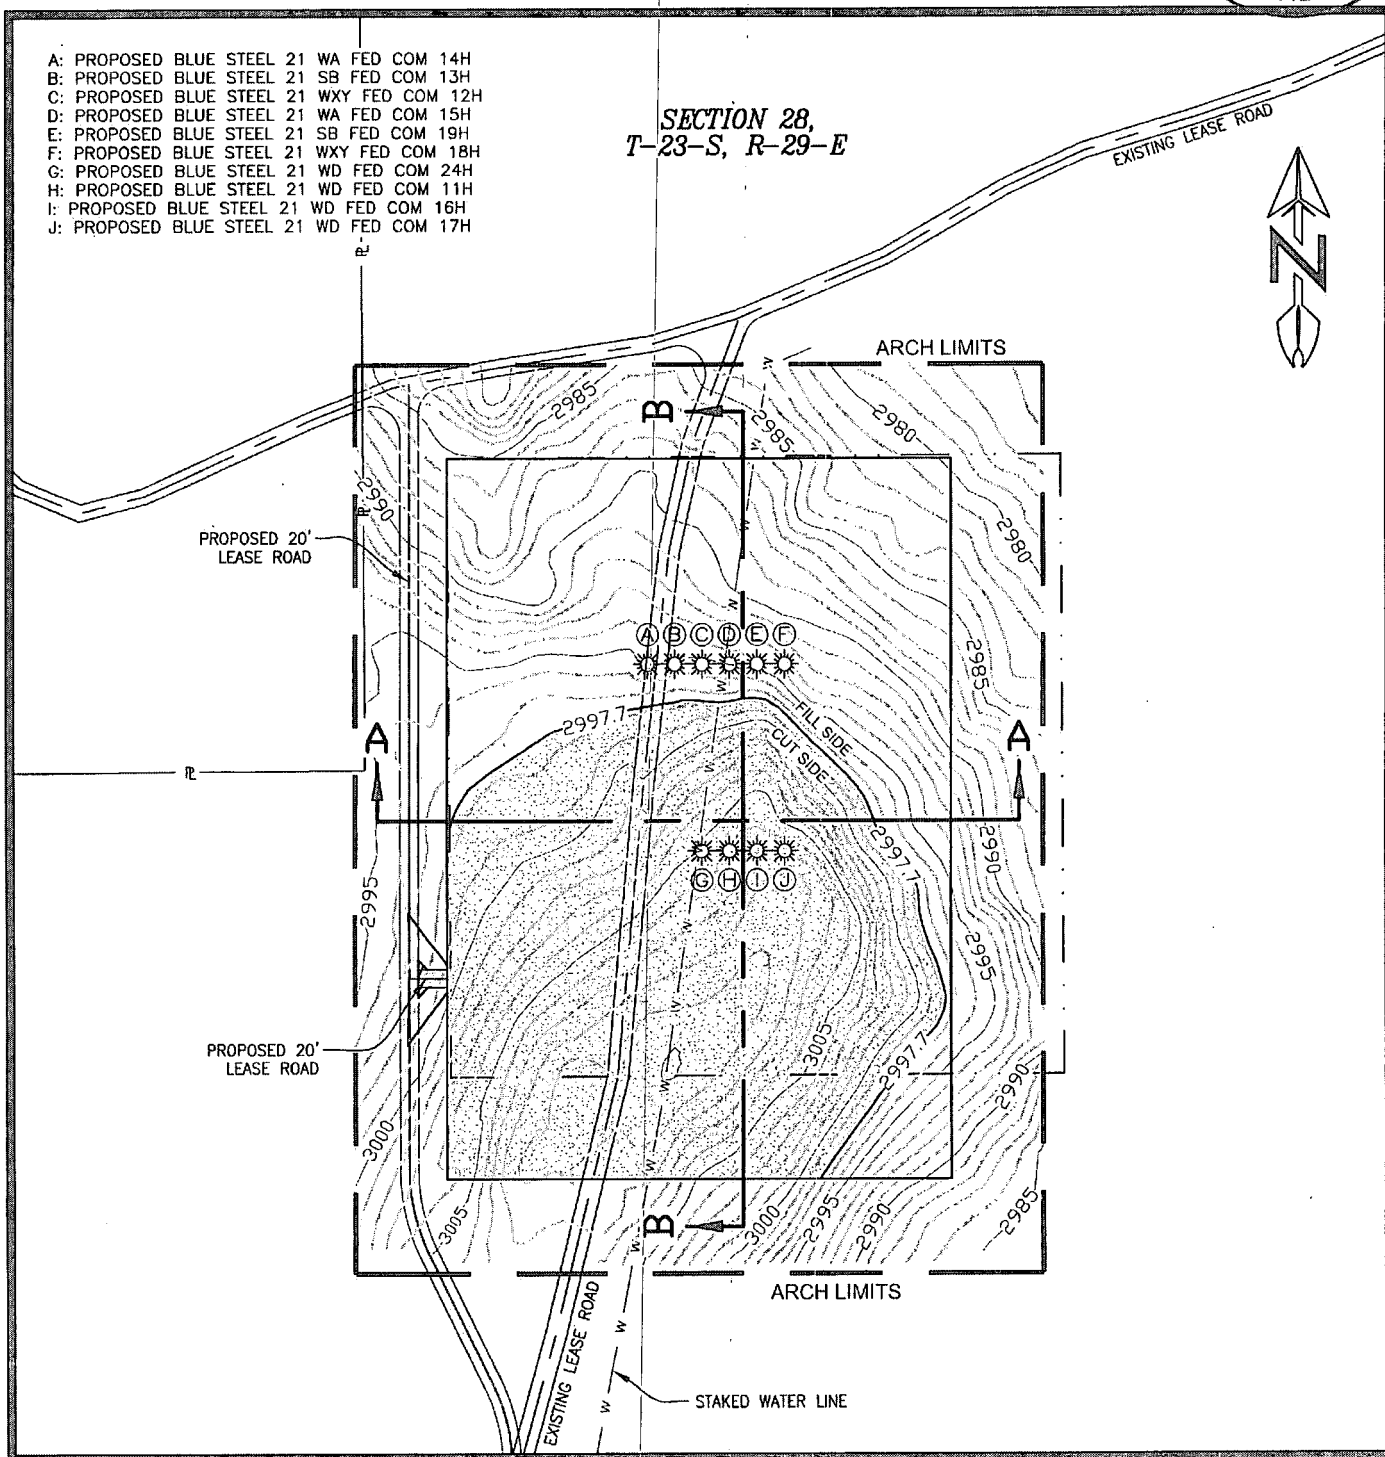 A: PROPOSED BLUE STEEL 21 WA FED COM 14H
B: PROPOSED BLUE STEEL 21 SB FED COM 13H
C: PROPOSED BLUE STEEL 21 WXY FED COM 12H
D: PROPOSED BLUE STEEL 21 WA FED COM 15H
E: PROPOSED BLUE STEEL 21 SB FED COM 19H
F: PROPOSED BLUE STEEL 21 WXY FED COM 18H
G: PROPOSED BLUE STEEL 21 WD FED COM 24H
H: PROPOSED BLUE STEEL 21 WD FED COM 11H
I: PROPOSED BLUE STEEL 21 WD FED COM 16H
J: PROPOSED BLUE STEEL 21 WD FED COM 17H
SECTION 28,
T-23-S, R-29-E
EXISTING LEASE ROAD
N
PL
ARCH LIMITS
W
B
2985
2985
2980
W
2990
PL
2980
W
PROPOSED 20'
LEASE ROAD
W
A B C D E F
2985
W
2997.7
FILL SIDE
CUT SIDE
A
A
PL
W
W
2997.7
2990
G H I J
2995
W
2995
W
3005
2997.7
PROPOSED 20'
LEASE ROAD
W
2990
3000
W
3005
B
3000
2995
2990
2985
W
ARCH LIMITS
EXISTING LEASE ROAD
W
W
STAKED WATER LINE